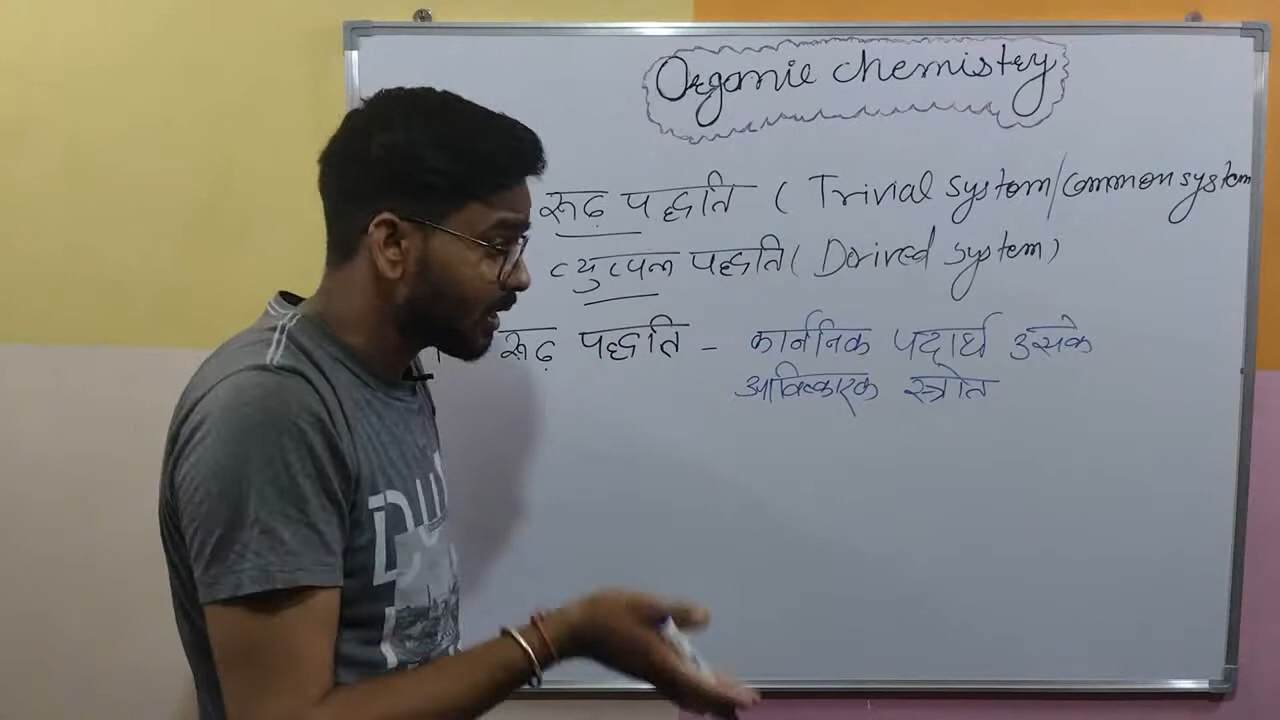 Organic chemistry
रूढ़ पद्धति ( Trivial system/common system
व्युत्पन्न पद्धति ( Derived system)
रूढ़ पद्धति - कार्बनिक पदार्थ उसके
आविष्कारक स्त्रोत